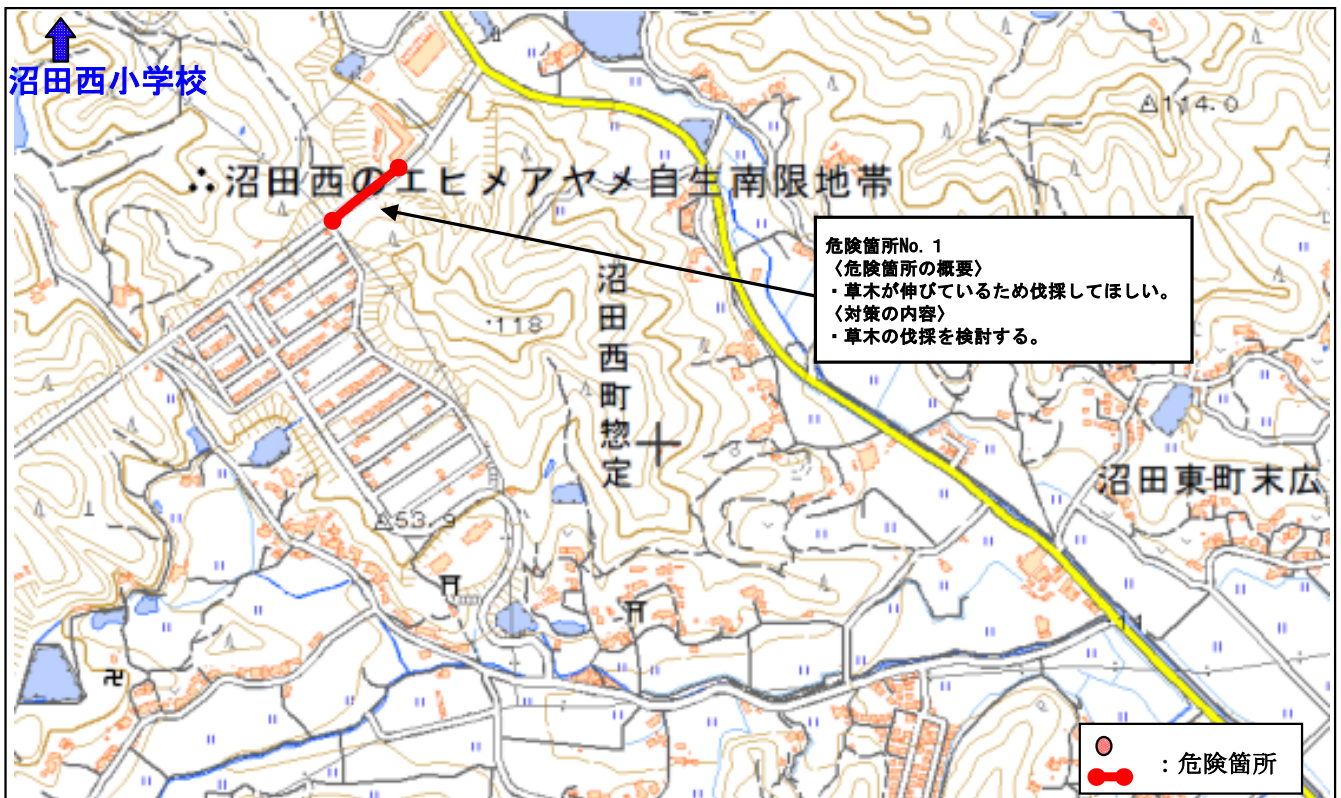 沼田西小学校
114.0
沼田西のエヒメアヤメ自生南限地帯
危険箇所No. 1
〈危険箇所の概要〉
・草木が伸びているため伐採してほしい。
〈対策の内容〉
・草木の伐採を検討する。
沼田西町惣定
118
沼田東町末広
53.9
：危険箇所